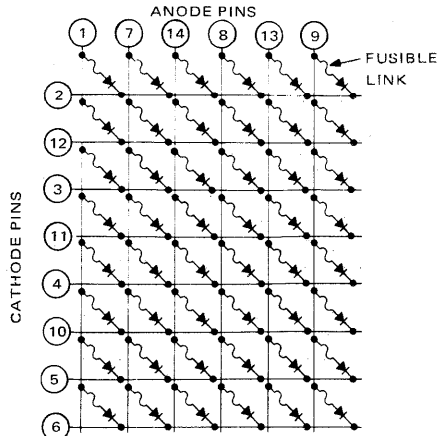 ANODE PINS
1 7 14 8 13 9
FUSIBLE
LINK
2
12
3
11
4
10
5
6
CATHODE PINS